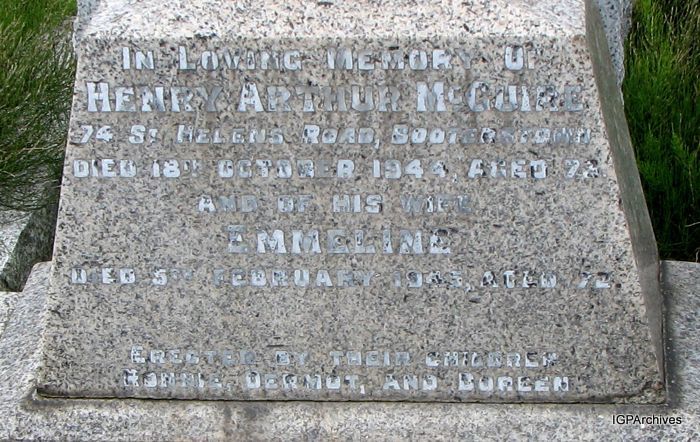 In Loving Memory Of
Henry Arthur McGuire
74 St Helens Road, Booterstown
Died 18th October 1944, Aged 72
And of his wife
Emmeline
Died 5th February 1945, Aged 72
Erected by their children
Ronnie, Dermot, and Doreen
IGPArchives